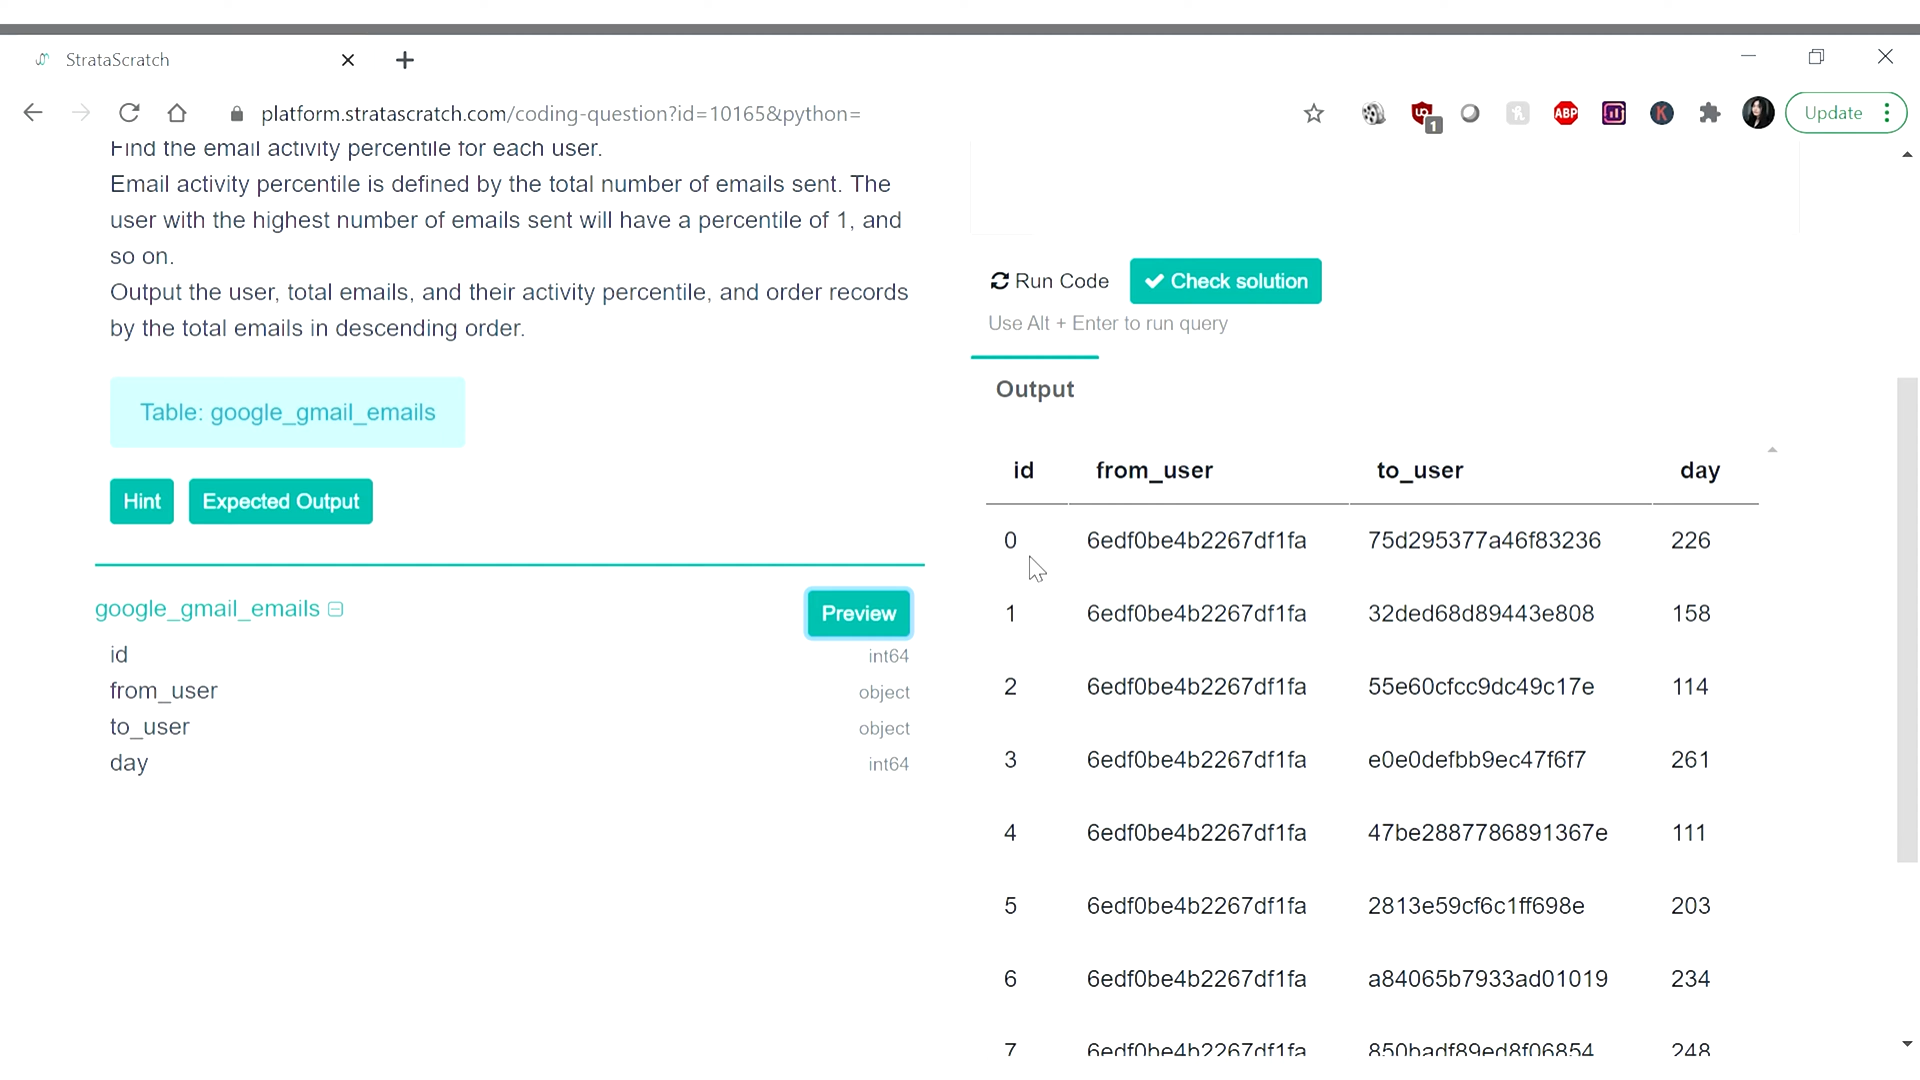 StrataScratch
platform.stratascratch.com/coding-question?id=10165&python=
1
ABP
K
Update
Find the email activity percentile for each user.
Email activity percentile is defined by the total number of emails sent. The
user with the highest number of emails sent will have a percentile of 1, and
so on.
Output the user, total emails, and their activity percentile, and order records
by the total emails in descending order.
Table: google_gmail_emails
Hint Expected Output
google_gmail_emails Preview
id int64
from_user object
to_user object
day int64
Run Code Check solution
Use Alt + Enter to run query
Output
id from_user to_user day
0 6edf0be4b2267df1fa 75d295377a46f83236 226
1 6edf0be4b2267df1fa 32ded68d89443e808 158
2 6edf0be4b2267df1fa 55e60cfcc9dc49c17e 114
3 6edf0be4b2267df1fa e0e0defbb9ec47f6f7 261
4 6edf0be4b2267df1fa 47be2887786891367e 111
5 6edf0be4b2267df1fa 2813e59cf6c1ff698e 203
6 6edf0be4b2267df1fa a84065b7933ad01019 234
7 6edf0be4b2267df1fa 850badf89ed8f06854 248